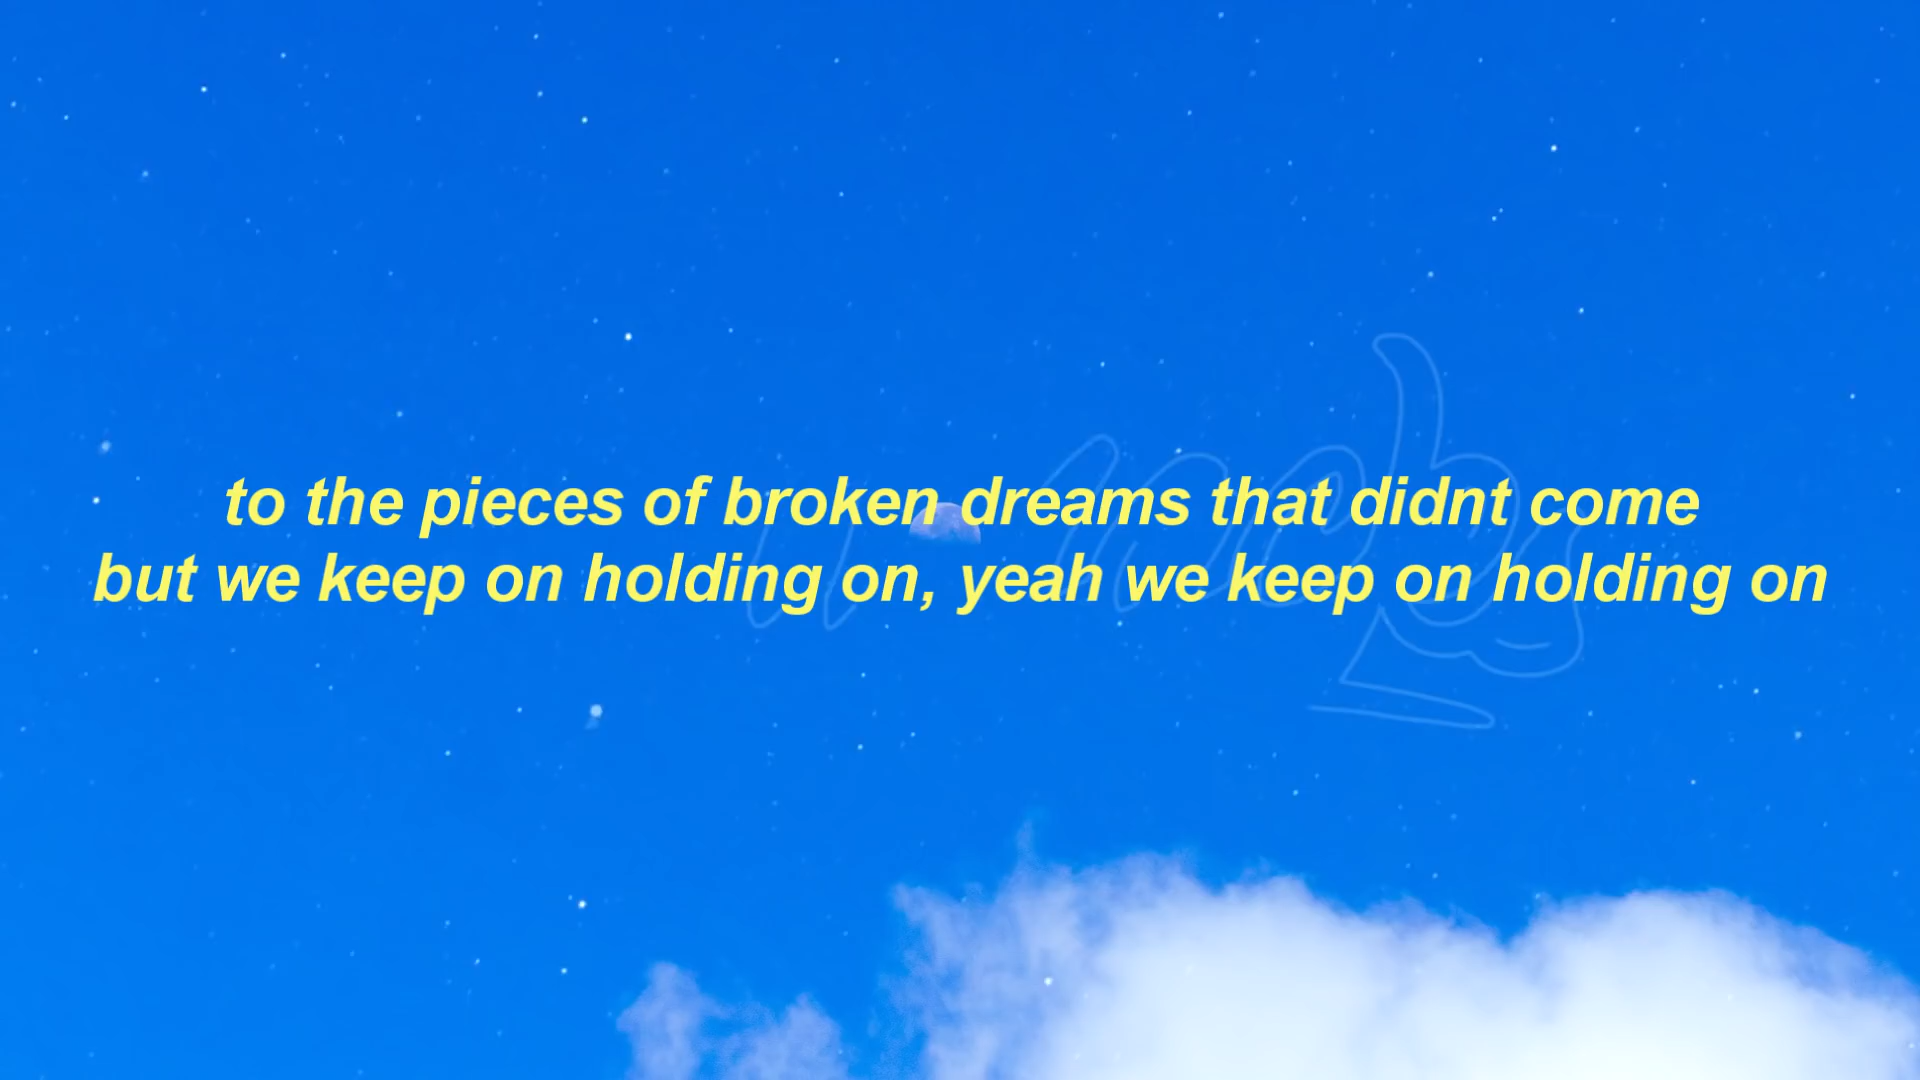 to the pieces of broken dreams that didnt come
but we keep on holding on, yeah we keep on holding on